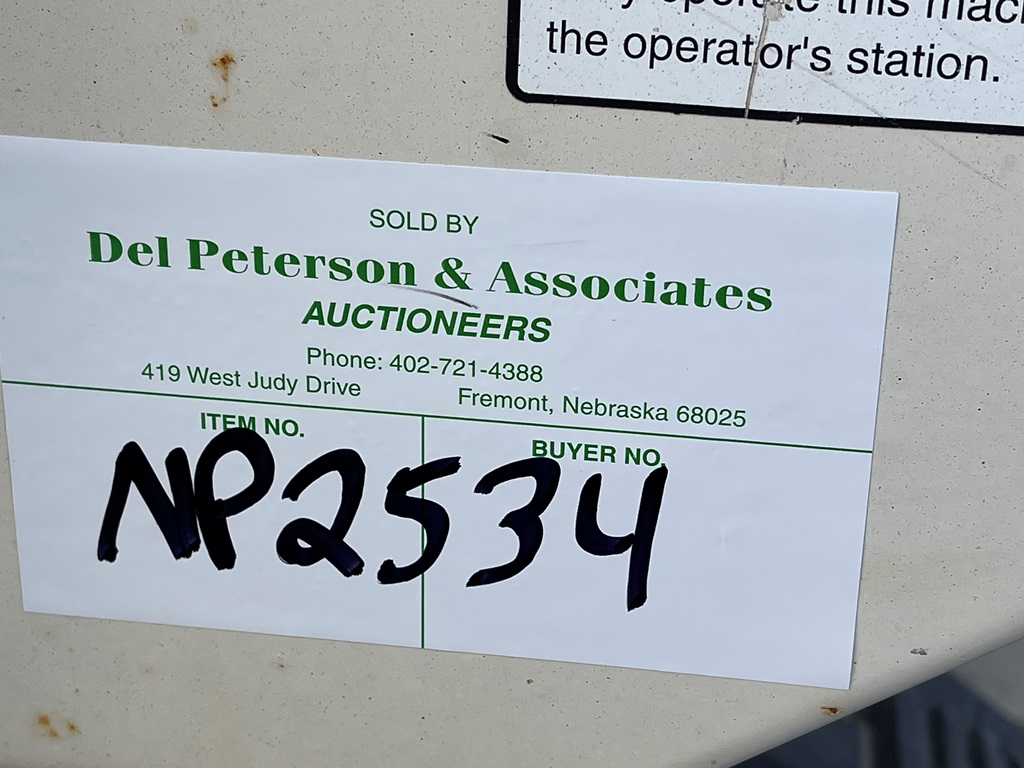 this
the operator's station.
SOLD BY
Del Peterson & Associates
AUCTIONEERS
Phone: 402-721-4388
419 West Judy Drive Fremont, Nebraska 68025
ITEM NO. BUYER NO.
NP2534